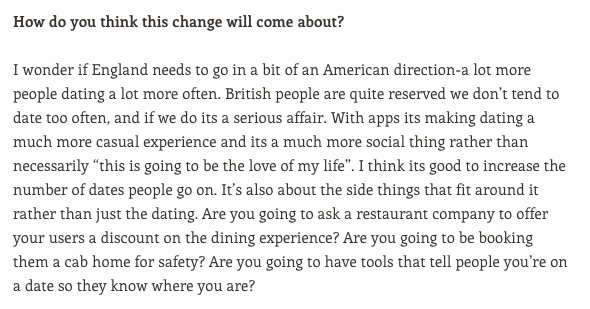 How do you think this change will come about?
I wonder if England needs to go in a bit of an American direction-a lot more
people dating a lot more often. British people are quite reserved we don’t tend to
date too often, and if we do its a serious affair. With apps its making dating a
much more casual experience and its a much more social thing rather than
necessarily “this is going to be the love of my life”. I think its good to increase the
number of dates people go on. It’s also about the side things that fit around it
rather than just the dating. Are you going to ask a restaurant company to offer
your users a discount on the dining experience? Are you going to be booking
them a cab home for safety? Are you going to have tools that tell people you’re on
a date so they know where you are?